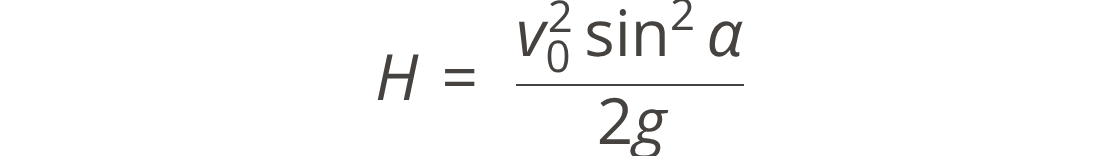 H = v₀² sin² α / 2g